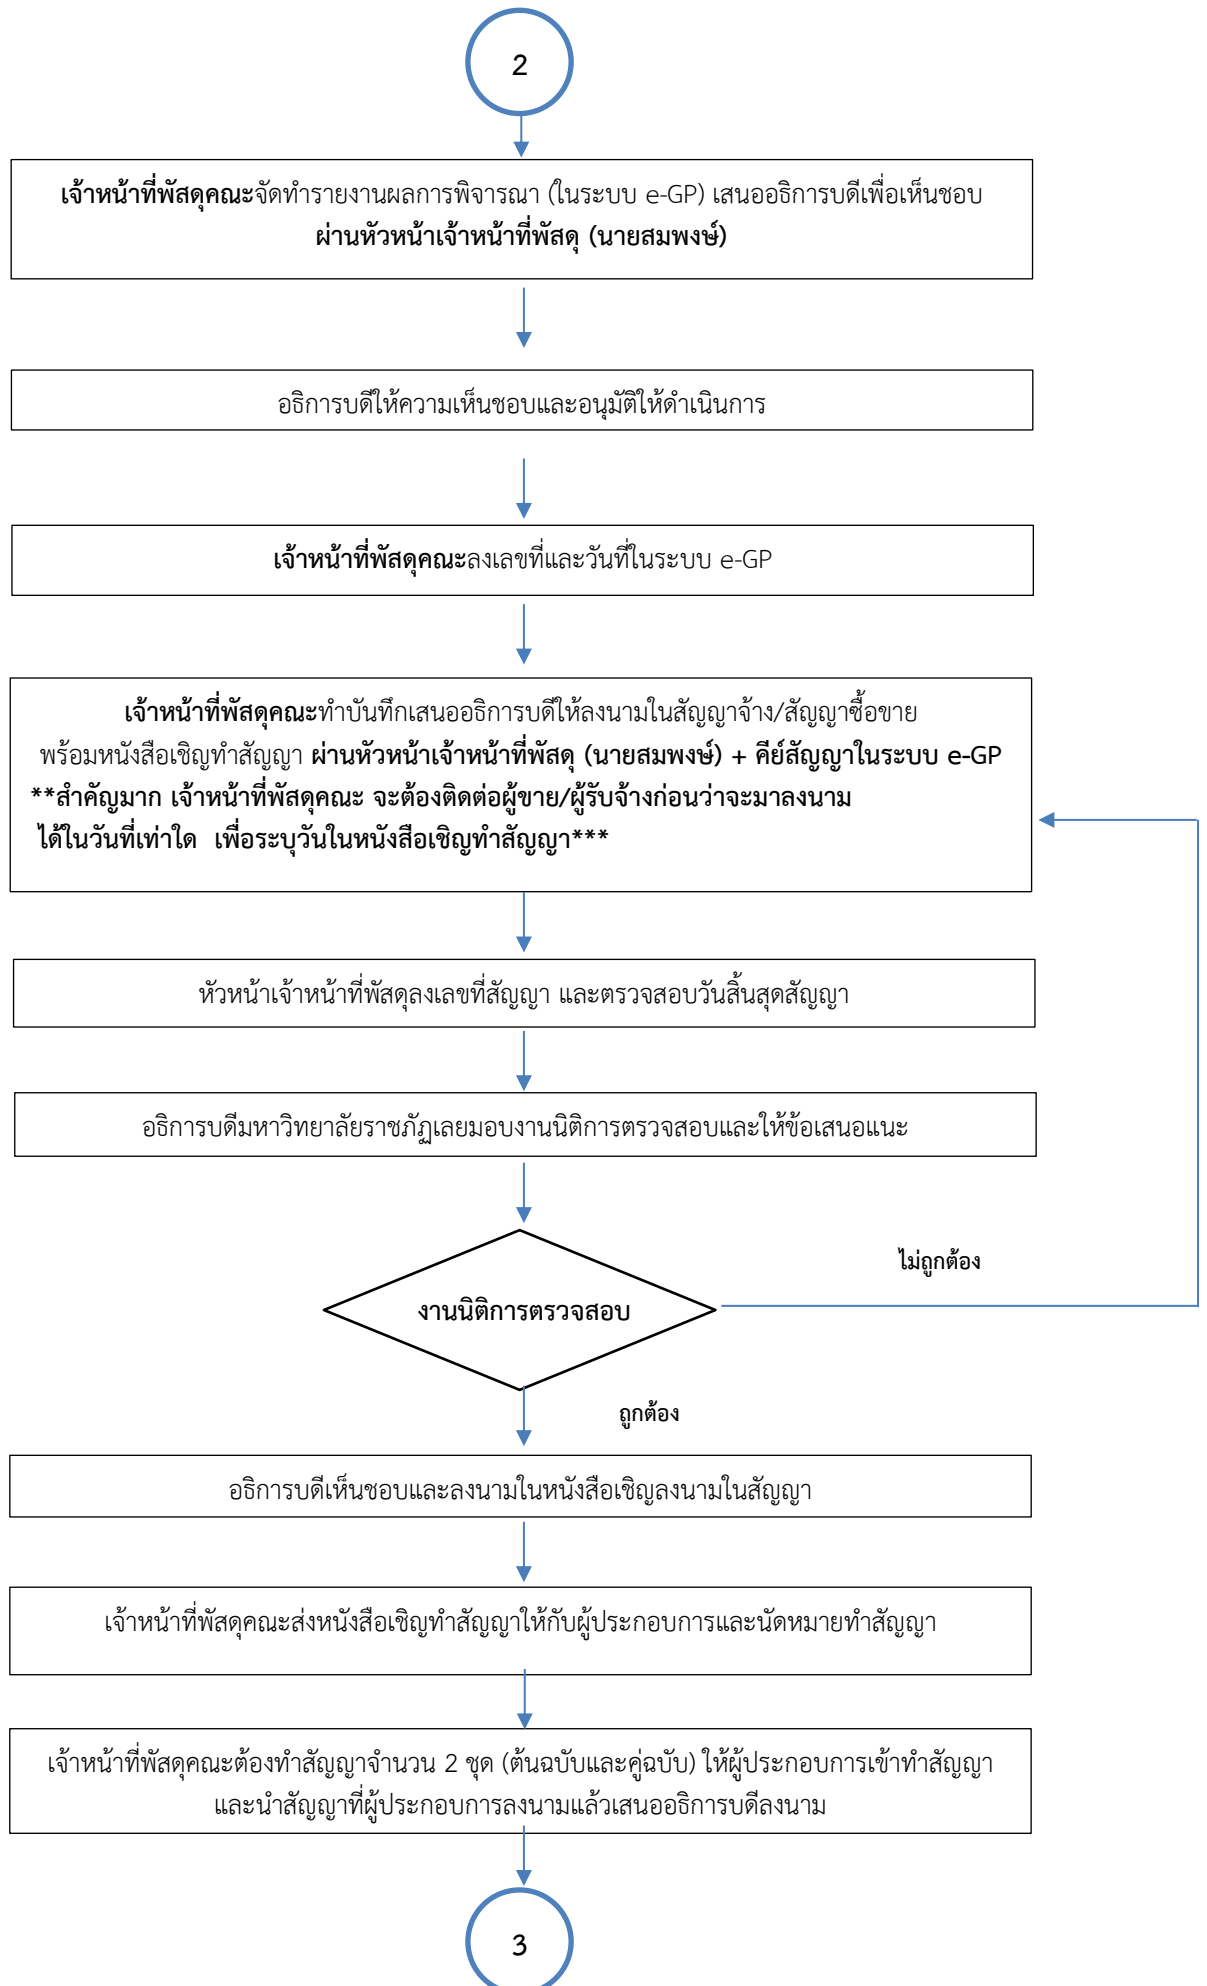 2
เจ้าหน้าที่พัสดุคณะจัดทำรายงานผลการพิจารณา (ในระบบ e-GP) เสนออธิการบดีเพื่อเห็นชอบ
ผ่านหัวหน้าเจ้าหน้าที่พัสดุ (นายสมพงษ์)
อธิการบดีให้ความเห็นชอบและอนุมัติให้ดำเนินการ
เจ้าหน้าที่พัสดุคณะลงเลขที่และวันที่ในระบบ e-GP
เจ้าหน้าที่พัสดุคณะทำบันทึกเสนออธิการบดีให้ลงนามในสัญญาจ้าง/สัญญาซื้อขาย
พร้อมหนังสือเชิญทำสัญญา ผ่านหัวหน้าเจ้าหน้าที่พัสดุ (นายสมพงษ์) + คีย์สัญญาในระบบ e-GP
**สำคัญมาก เจ้าหน้าที่พัสดุคณะ จะต้องติดต่อผู้ขาย/ผู้รับจ้างก่อนว่าจะมาลงนาม
ได้ในวันที่เท่าใด เพื่อระบุวันในหนังสือเชิญทำสัญญา***
หัวหน้าเจ้าหน้าที่พัสดุลงเลขที่สัญญา และตรวจสอบวันสิ้นสุดสัญญา
อธิการบดีมหาวิทยาลัยราชภัฏเลยมอบงานนิติการตรวจสอบและให้ข้อเสนอแนะ
ไม่ถูกต้อง
งานนิติการตรวจสอบ
ถูกต้อง
อธิการบดีเห็นชอบและลงนามในหนังสือเชิญลงนามในสัญญา
เจ้าหน้าที่พัสดุคณะส่งหนังสือเชิญทำสัญญาให้กับผู้ประกอบการและนัดหมายทำสัญญา
เจ้าหน้าที่พัสดุคณะต้องทำสัญญาจำนวน 2 ชุด (ต้นฉบับและคู่ฉบับ) ให้ผู้ประกอบการเข้าทำสัญญา
และนำสัญญาที่ผู้ประกอบการลงนามแล้วเสนออธิการบดีลงนาม
3